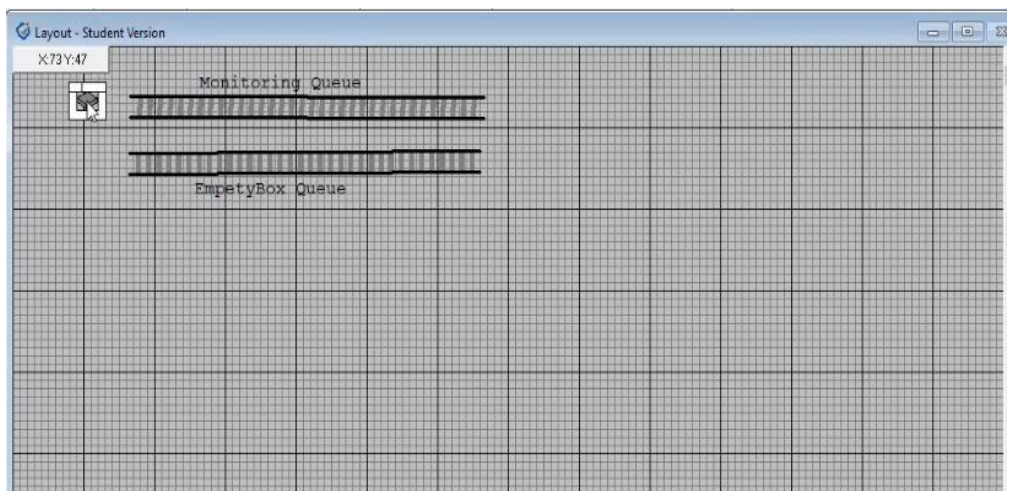 Layout - Student Version
X:73 Y:47
Monitoring Queue
EmpetyBox Queue